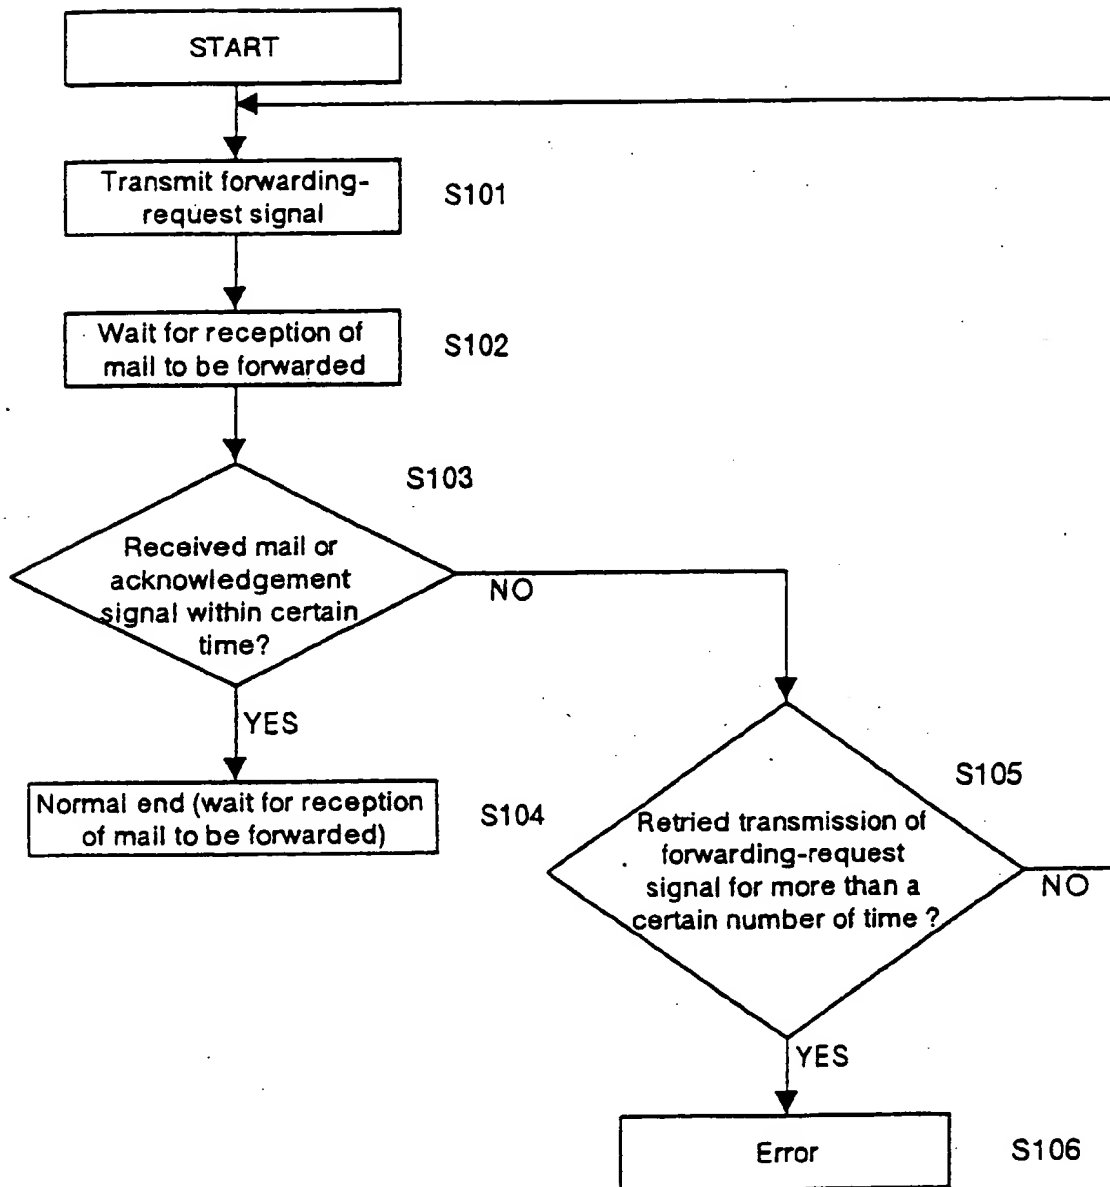 START
Transmit forwarding-
request signal
S101
Wait for reception of
mail to be forwarded
S102
S103
Received mail or
acknowledgement
signal within certain
time?
NO
YES
Normal end (wait for reception
of mail to be forwarded)
S104
S105
Retried transmission of
forwarding-request
signal for more than a
certain number of time ?
NO
YES
Error
S106